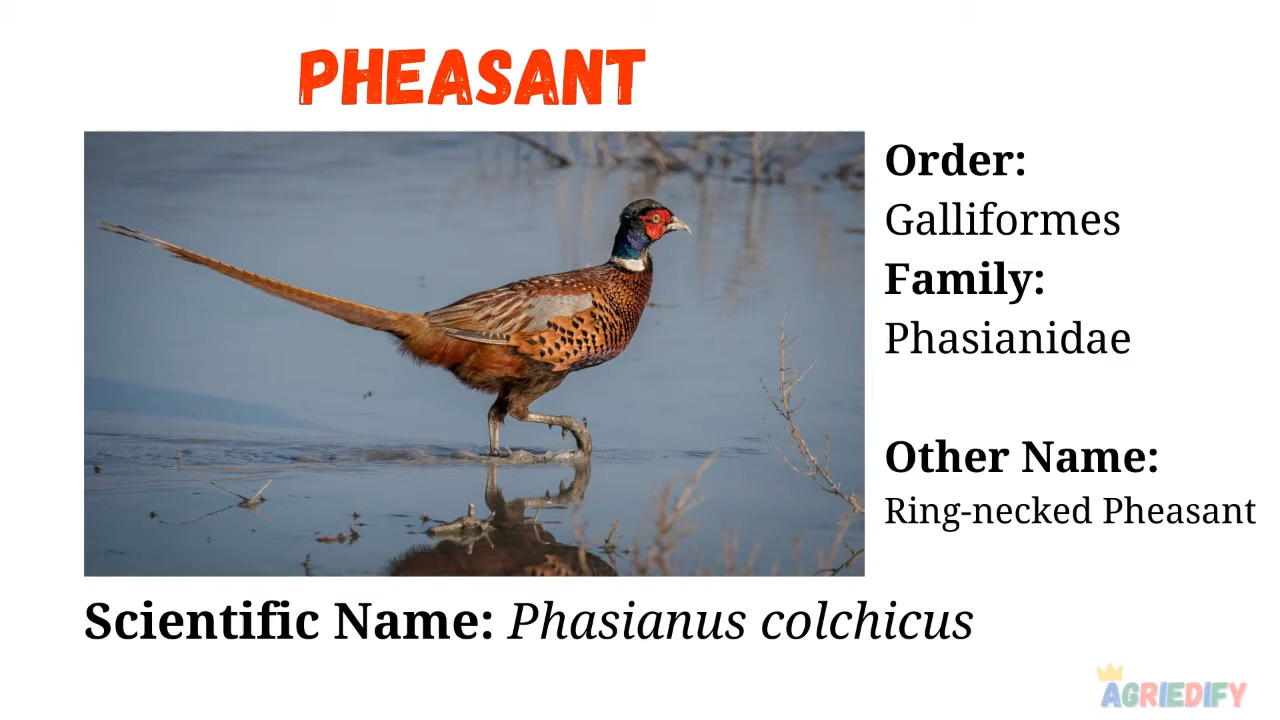 PHEASANT
Order:
Galliformes
Family:
Phasianidae
Other Name:
Ring-necked Pheasant
Scientific Name: Phasianus colchicus
AGRIEDIFY